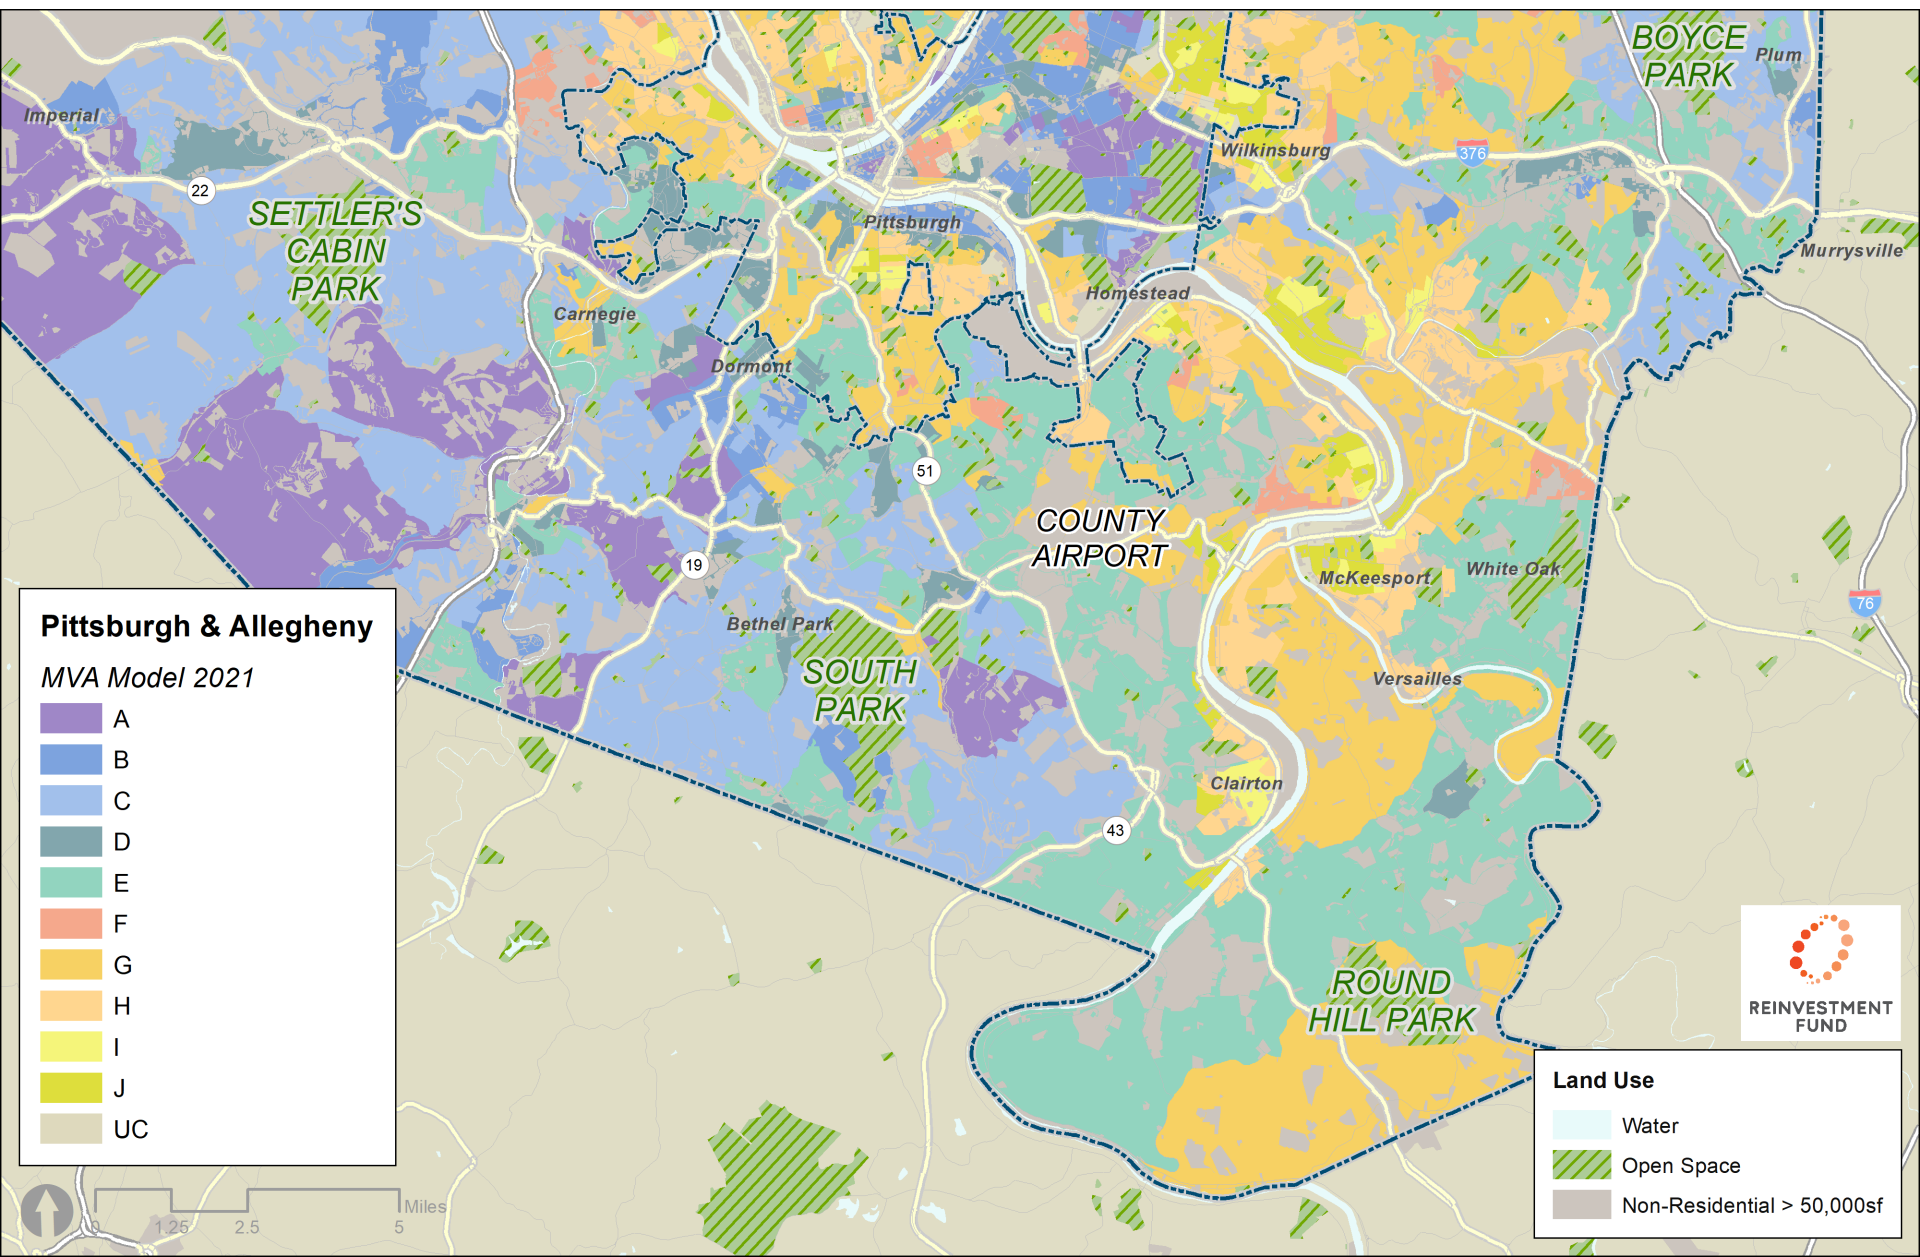 BOYCE
PARK
Plum
Imperial
Wilkinsburg
376
22
SETTLER'S
CABIN
PARK
Pittsburgh
Murrysville
Homestead
Carnegie
Dormont
51
COUNTY
AIRPORT
19
McKeesport
White Oak
76
Bethel Park
SOUTH
PARK
Versailles
Clairton
43
ROUND
HILL PARK
Pittsburgh & Allegheny
MVA Model 2021
A
B
C
D
E
F
G
H
I
J
UC
REINVESTMENT
FUND
Land Use
Water
Open Space
Non-Residential > 50,000sf
Miles
0 1.25 2.5 5